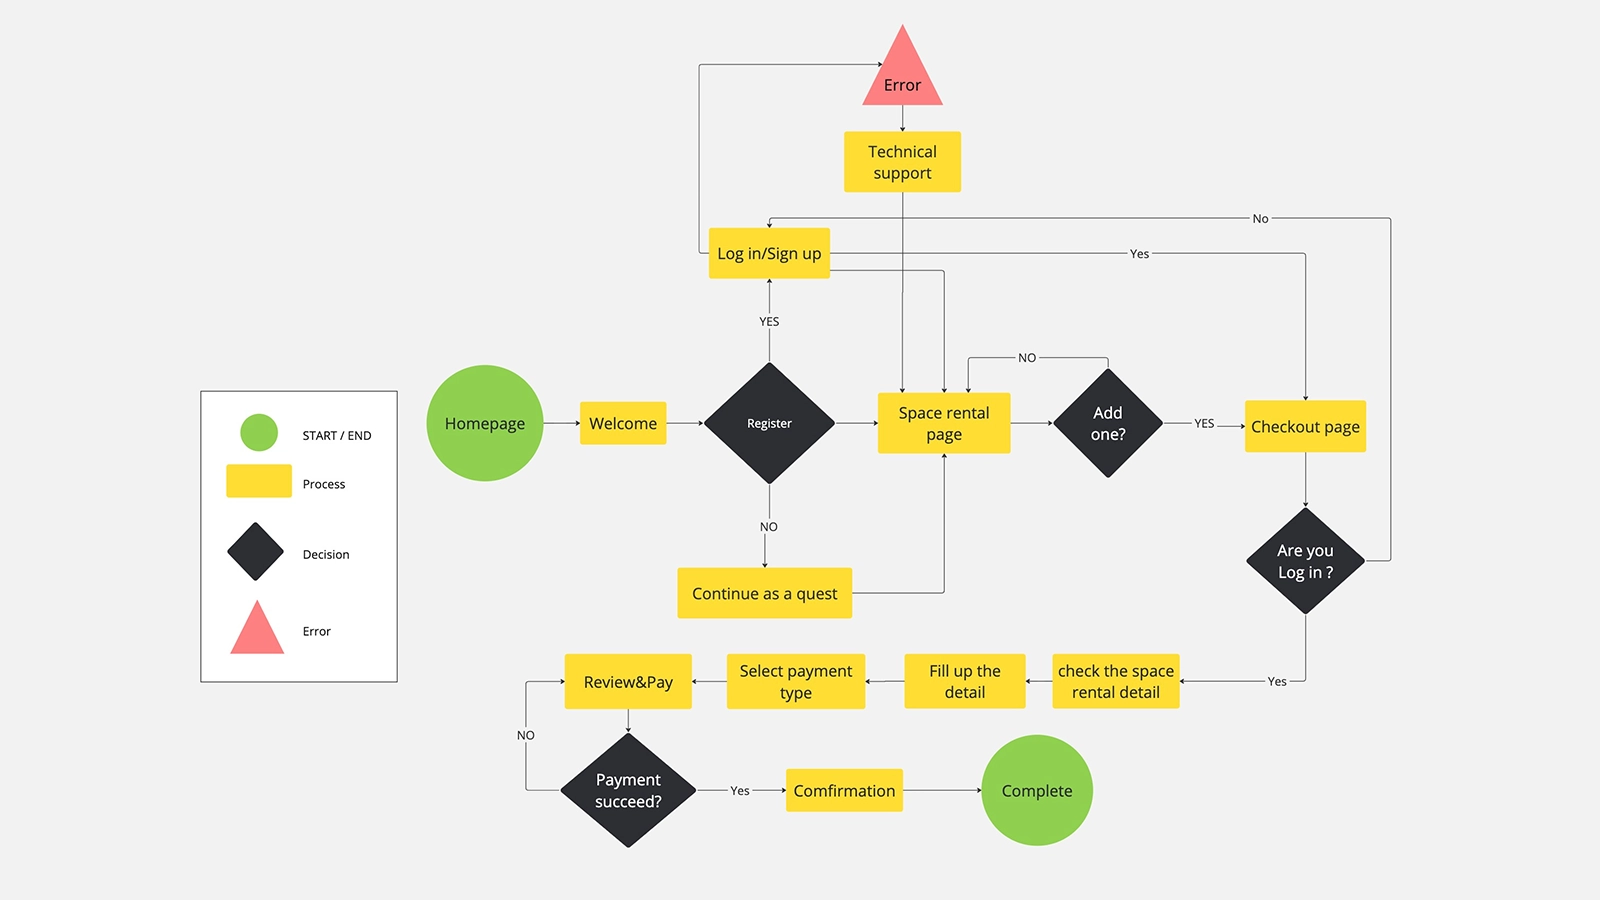 Error
Technical
support
No
Log in/Sign up
Yes
YES
NO
Homepage
Welcome
Register
Space rental
page
Add
one?
YES
Checkout page
START / END
Process
Decision
Error
NO
Are you
Log in ?
Continue as a quest
Review&Pay
Select payment
type
Fill up the
detail
check the space
rental detail
Yes
NO
Payment
succeed?
Yes
Comfirmation
Complete